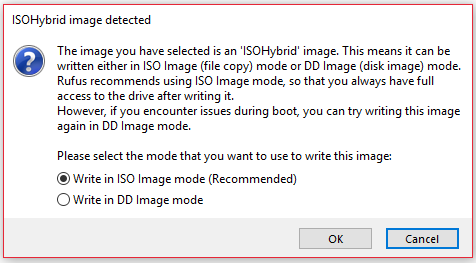 ISOHybrid image detected
The image you have selected is an 'ISOHybrid' image. This means it can be
written either in ISO Image (file copy) mode or DD Image (disk image) mode.
Rufus recommends using ISO Image mode, so that you always have full
access to the drive after writing it.
However, if you encounter issues during boot, you can try writing this image
again in DD Image mode.
Please select the mode that you want to use to write this image:
Write in ISO Image mode (Recommended)
Write in DD Image mode
OK
Cancel